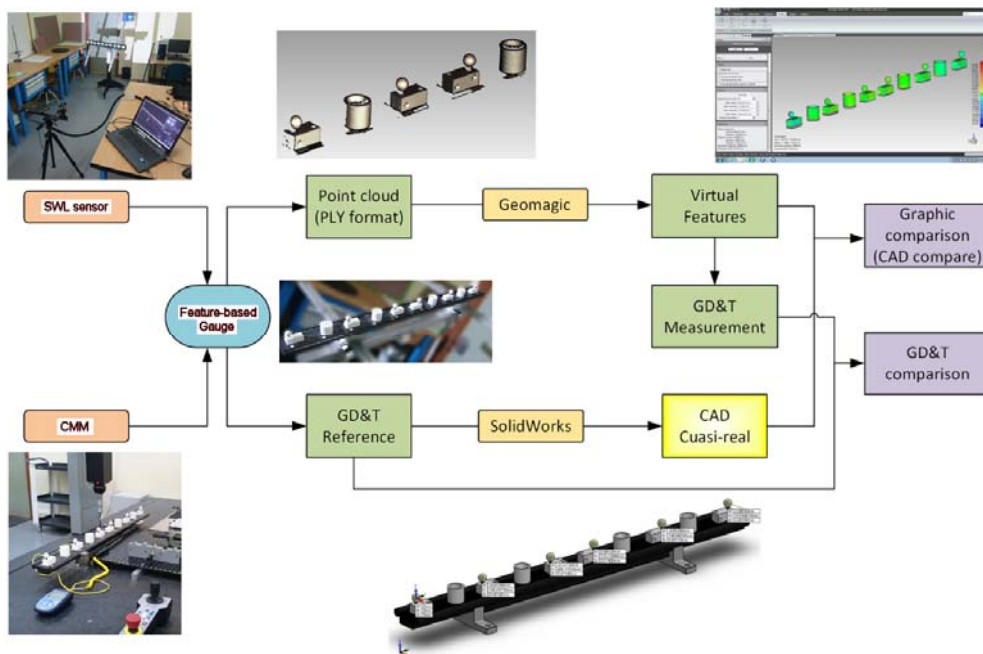 SWL sensor
Point cloud
(PLY format)
Geomagic
Virtual
Features
Graphic
comparison
(CAD compare)
Feature-based
Gauge
GD&T
Measurement
GD&T
comparison
CMM
GD&T
Reference
SolidWorks
CAD
Cuasi-real